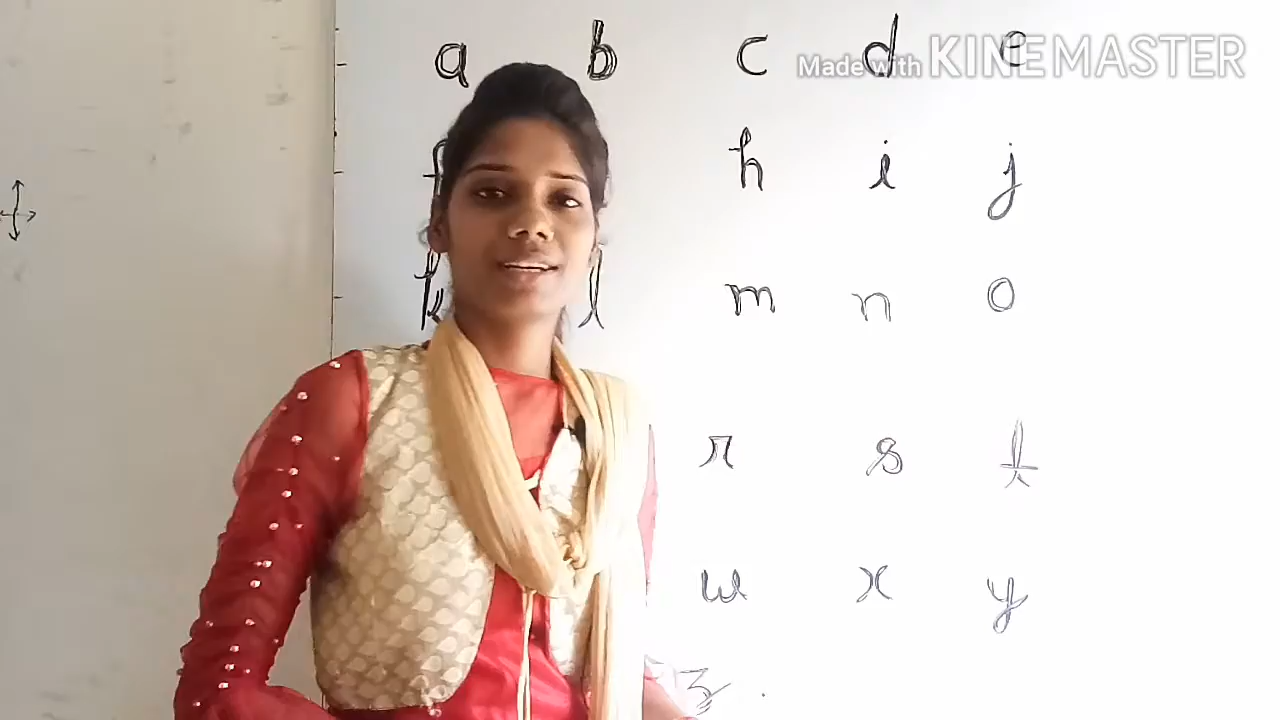 a b c d e
Made with KINEMASTER
f h i j
k l m n o
r s t
w x y
z